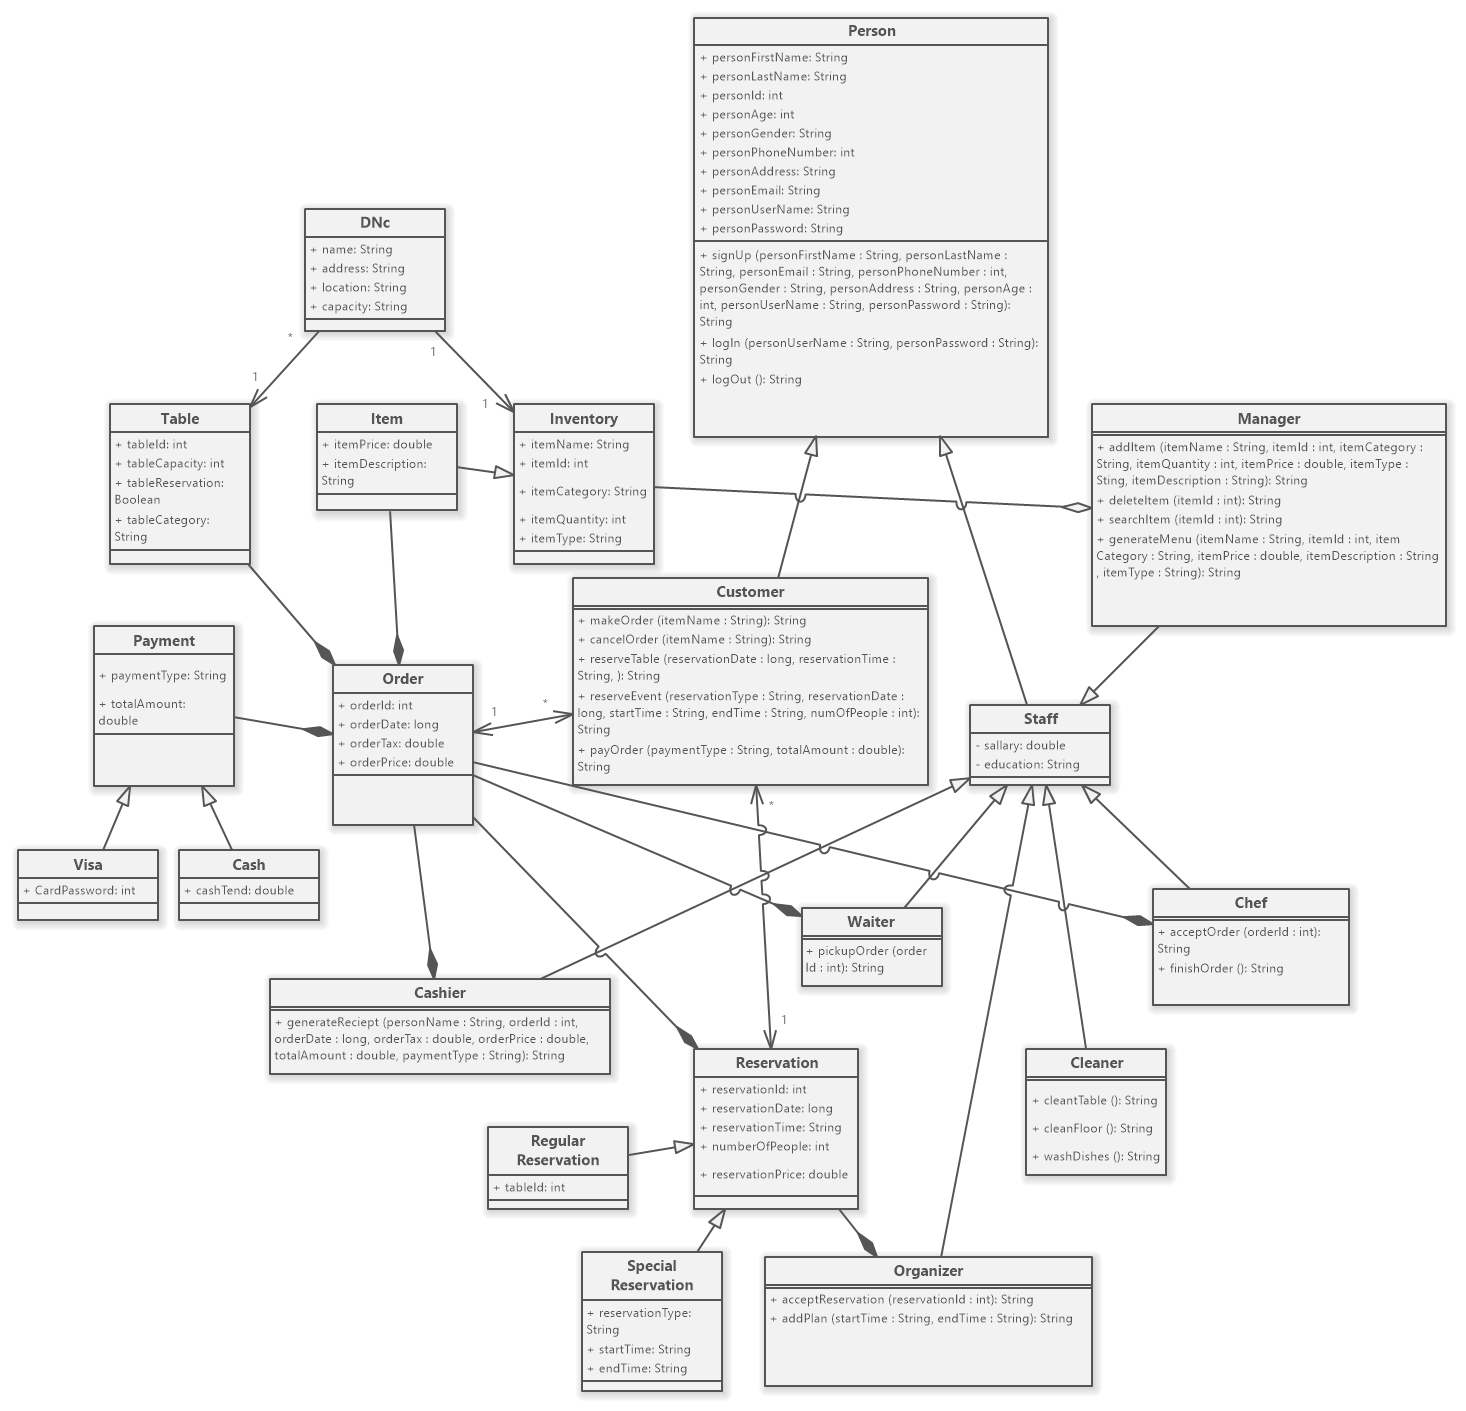 Person
+ personFirstName: String
+ personLastName: String
+ personId: int
+ personAge: int
+ personGender: String
+ personPhoneNumber: int
+ personAddress: String
+ personEmail: String
+ personUserName: String
+ personPassword: String
+ signUp (personFirstName : String, personLastName :
String, personEmail : String, personPhoneNumber : int,
personGender : String, personAddress : String, personAge :
int, personUserName : String, personPassword : String):
String
+ logIn (personUserName : String, personPassword : String):
String
+ logOut (): String
DNc
+ name: String
+ address: String
+ location: String
+ capacity: String
*
1
1
1
Table
+ tableId: int
+ tableCapacity: int
+ tableReservation:
Boolean
+ tableCategory:
String
Item
+ itemPrice: double
+ itemDescription:
String
Inventory
+ itemName: String
+ itemId: int
+ itemCategory: String
+ itemQuantity: int
+ itemType: String
Manager
+ addItem (itemName : String, itemId : int, itemCategory :
String, itemQuantity : int, itemPrice : double, itemType :
Sting, itemDescription : String): String
+ deleteItem (itemId : int): String
+ searchItem (itemId : int): String
+ generateMenu (itemName : String, itemId : int, item
Category : String, itemPrice : double, itemDescription : String
, itemType : String): String
Customer
+ makeOrder (itemName : String): String
+ cancelOrder (itemName : String): String
+ reserveTable (reservationDate : long, reservationTime :
String, ): String
+ reserveEvent (reservationType : String, reservationDate :
long, startTime : String, endTime : String, numOfPeople : int):
String
+ payOrder (paymentType : String, totalAmount : double):
String
Payment
+ paymentType: String
+ totalAmount:
double
Order
+ orderId: int
+ orderDate: long
+ orderTax: double
+ orderPrice: double
1
*
Staff
- sallary: double
- education: String
*
1
Visa
+ CardPassword: int
Cash
+ cashTend: double
Waiter
+ pickupOrder (order
Id : int): String
Chef
+ acceptOrder (orderId : int):
String
+ finishOrder (): String
Cashier
+ generateReciept (personName : String, orderId : int,
orderDate : long, orderTax : double, orderPrice : double,
totalAmount : double, paymentType : String): String
Reservation
+ reservationId: int
+ reservationDate: long
+ reservationTime: String
+ numberOfPeople: int
+ reservationPrice: double
Cleaner
+ cleantTable (): String
+ cleanFloor (): String
+ washDishes (): String
Regular
Reservation
+ tableId: int
Special
Reservation
+ reservationType:
String
+ startTime: String
+ endTime: String
Organizer
+ acceptReservation (reservationId : int): String
+ addPlan (startTime : String, endTime : String): String